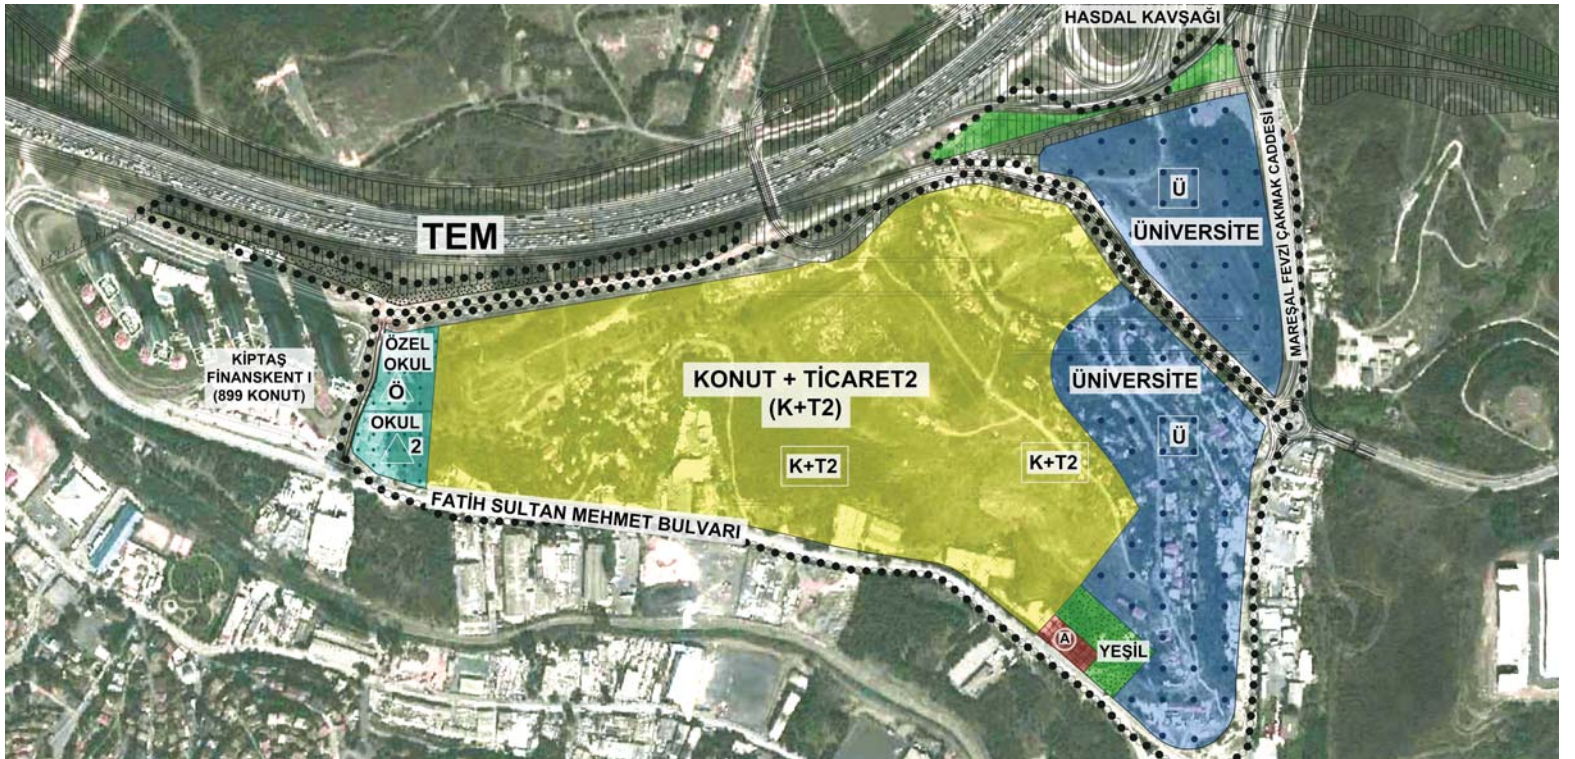 HASDAL KAVŞAĞI
TEM
Ü
ÜNİVERSİTE
MAREŞAL FEVZİ ÇAKMAK CADDESİ
KİPTAŞ
FİNANSKENT I
(899 KONUT)
ÖZEL
OKUL
Ö
OKUL
2
KONUT + TİCARET2
(K+T2)
K+T2
K+T2
ÜNİVERSİTE
Ü
FATİH SULTAN MEHMET BULVARI
A
YEŞİL